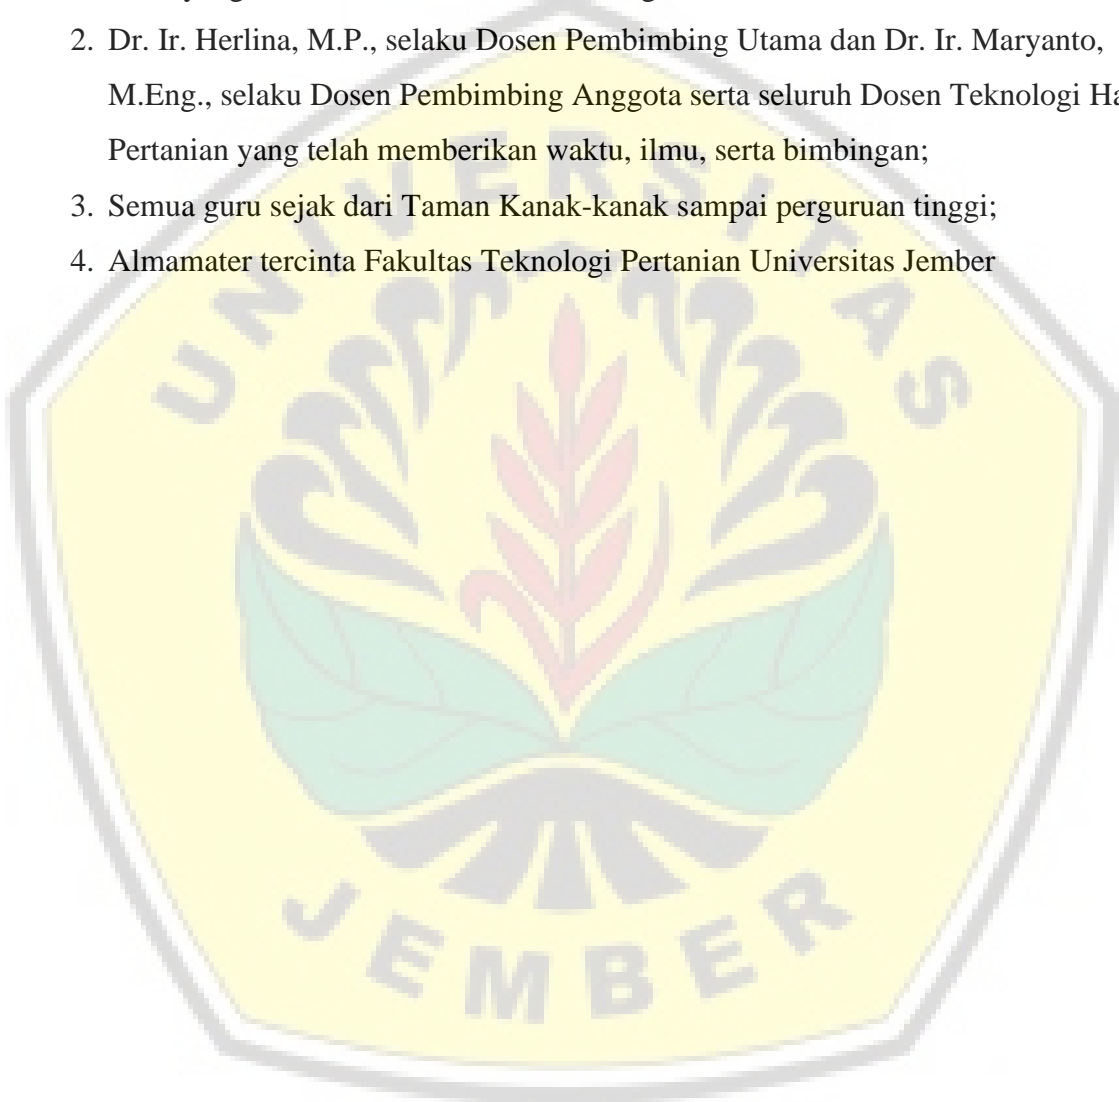 2. Dr. Ir. Herlina, M.P., selaku Dosen Pembimbing Utama dan Dr. Ir. Maryanto,
M.Eng., selaku Dosen Pembimbing Anggota serta seluruh Dosen Teknologi
Pertanian yang telah memberikan waktu, ilmu, serta bimbingan;
3. Semua guru sejak dari Taman Kanak-kanak sampai perguruan tinggi;
4. Almamater tercinta Fakultas Teknologi Pertanian Universitas Jember
UNIVERSITAS
JEMBER